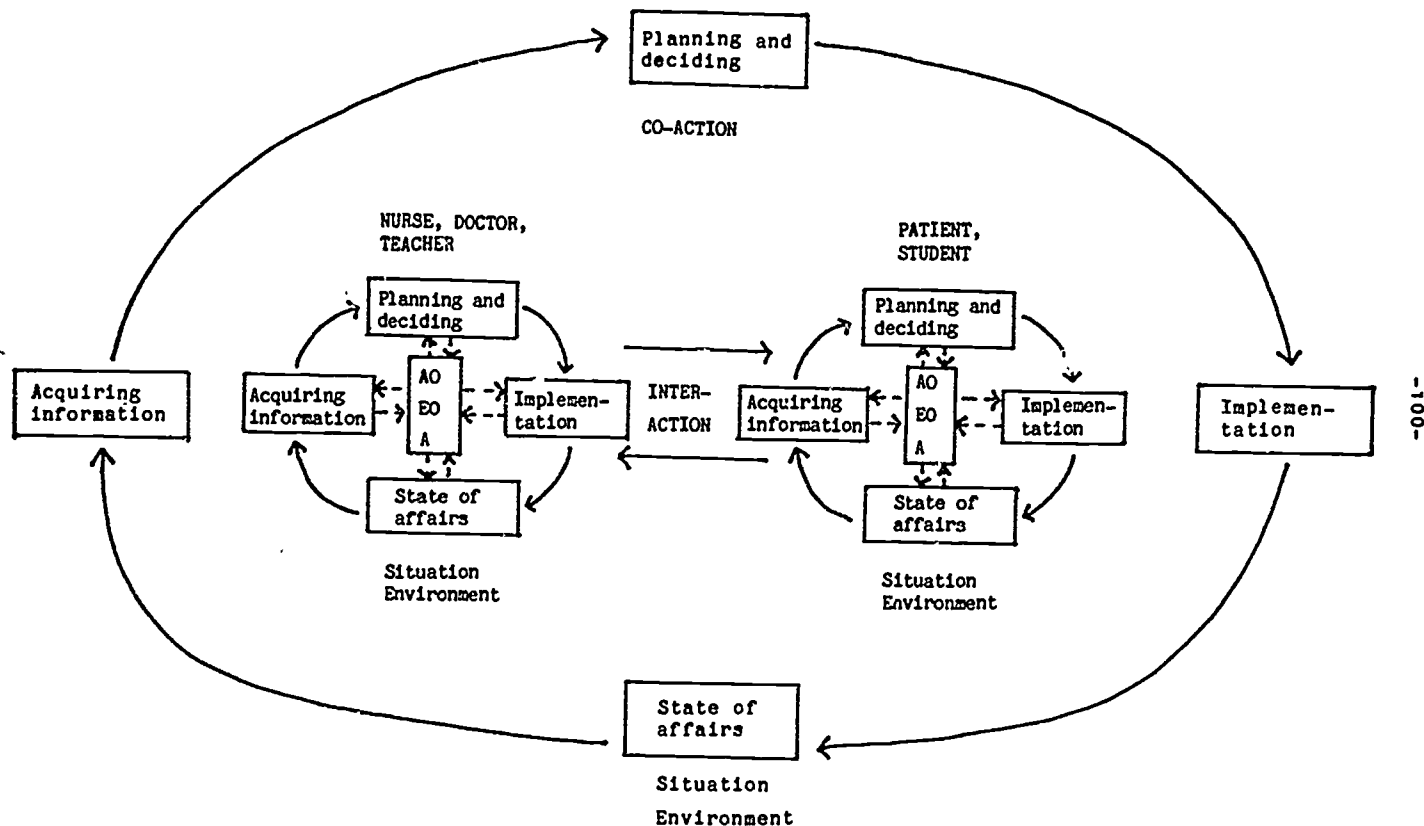 Planning and
deciding
CO-ACTION
NURSE, DOCTOR,
TEACHER
PATIENT,
STUDENT
Planning and
deciding
Planning and
deciding
Acquiring
information
Acquiring
information
AO
EO
A
Implemen-
tation
INTER-
ACTION
Acquiring
information
AO
EO
A
Implemen-
tation
Implemen-
tation
-100-
State of
affairs
State of
affairs
Situation
Environment
Situation
Environment
State of
affairs
Situation
Environment